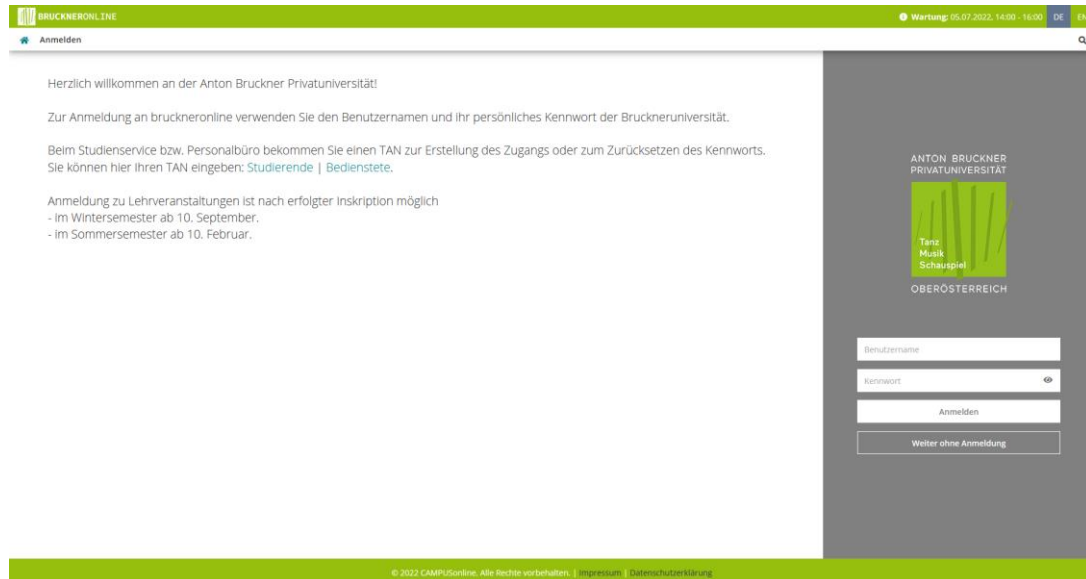 BRUCKNERONLINE
Wartung: 05.07.2022, 14:00 - 16:00 DE EN
Anmelden
Herzlich willkommen an der Anton Bruckner Privatuniversität!
Zur Anmeldung an bruckneronline verwenden Sie den Benutzernamen und ihr persönliches Kennwort der Bruckneruniversität.
Beim Studienservice bzw. Personalbüro bekommen Sie einen TAN zur Erstellung des Zugangs oder zum Zurücksetzen des Kennworts.
Sie können hier Ihren TAN eingeben: Studierende | Bedienstete.
Anmeldung zu Lehrveranstaltungen ist nach erfolgter Inskription möglich
- im Wintersemester ab 10. September.
- im Sommersemester ab 10. Februar.
ANTON BRUCKNER
PRIVATUNIVERSITÄT
Tanz
Musik
Schauspiel
OBERÖSTERREICH
Benutzername
Kennwort
Anmelden
Weiter ohne Anmeldung
© 2022 CAMPUSonline. Alle Rechte vorbehalten. | Impressum | Datenschutzerklärung